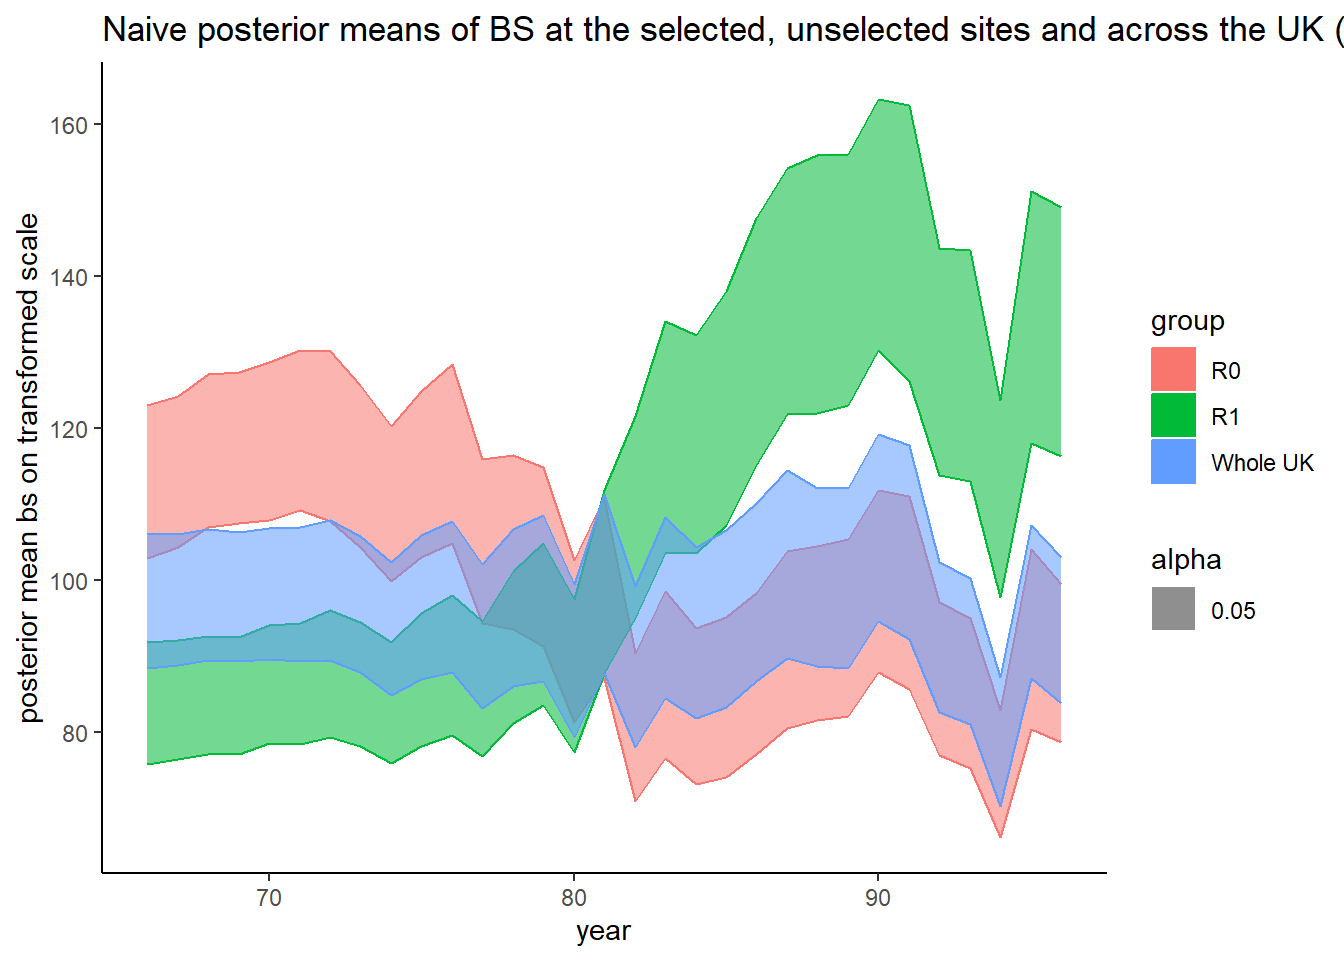 Naive posterior means of BS at the selected, unselected sites and across the UK (
posterior mean bs on transformed scale
160
140
120
100
80
70
80
90
year
group
R0
R1
Whole UK
alpha
0.05